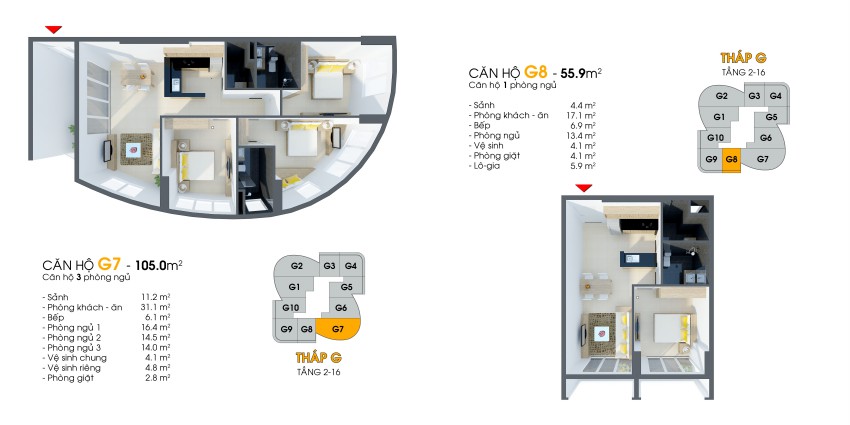 CĂN HỘ G7 - 105.0m²
Căn hộ 3 phòng ngủ
- Sảnh 11.2 m²
- Phòng khách - ăn 31.1 m²
- Bếp 6.1 m²
- Phòng ngủ 1 16.4 m²
- Phòng ngủ 2 14.5 m²
- Phòng ngủ 3 14.0 m²
- Vệ sinh chung 4.1 m²
- Vệ sinh riêng 4.8 m²
- Phòng giặt 2.8 m²
G2 G3 G4
G1 G5
G10 G6
G9 G8 G7
THÁP G
TẦNG 2-16
CĂN HỘ G8 - 55.9m²
Căn hộ 1 phòng ngủ
- Sảnh 4.4 m²
- Phòng khách - ăn 17.1 m²
- Bếp 6.9 m²
- Phòng ngủ 13.4 m²
- Vệ sinh 4.1 m²
- Phòng giặt 4.1 m²
- Lô-gia 5.9 m²
THÁP G
TẦNG 2-16
G2 G3 G4
G1 G5
G10 G6
G9 G8 G7